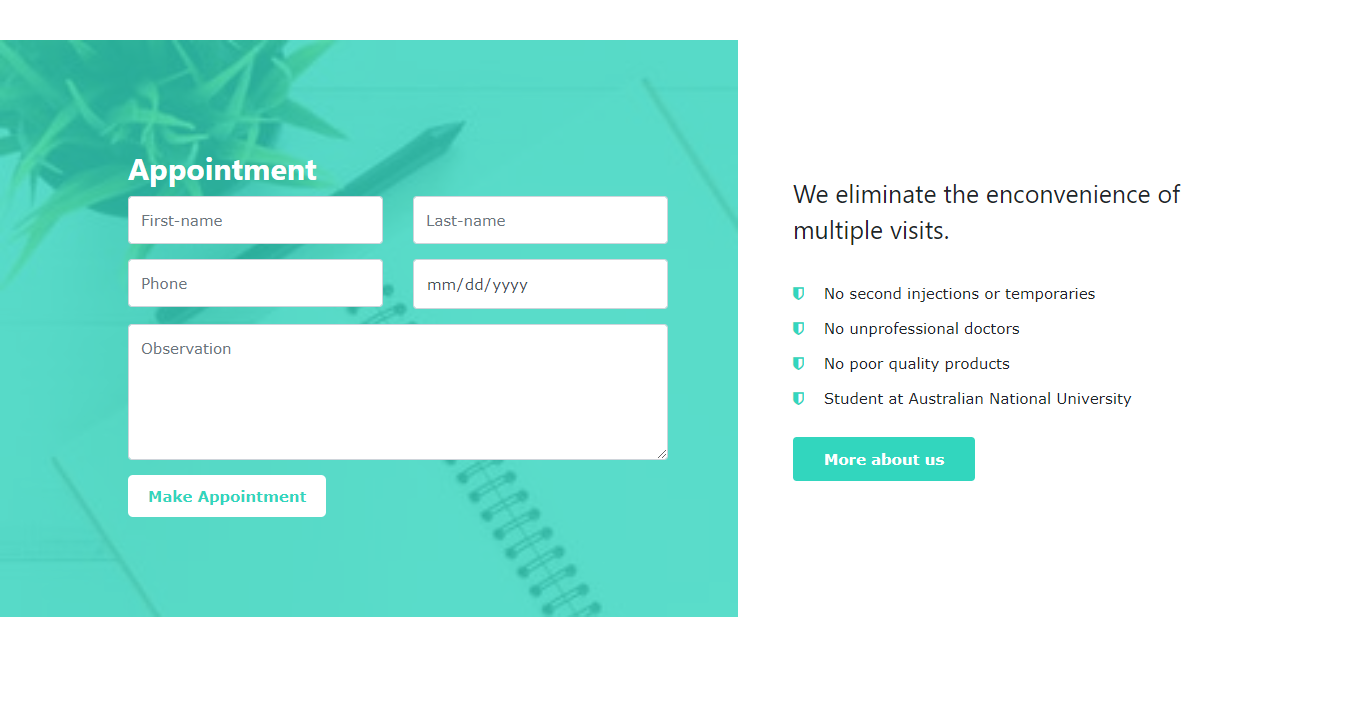 Appointment
First-name
Last-name
Phone
mm/dd/yyyy
Observation
Make Appointment
We eliminate the enconvenience of
multiple visits.
No second injections or temporaries
No unprofessional doctors
No poor quality products
Student at Australian National University
More about us